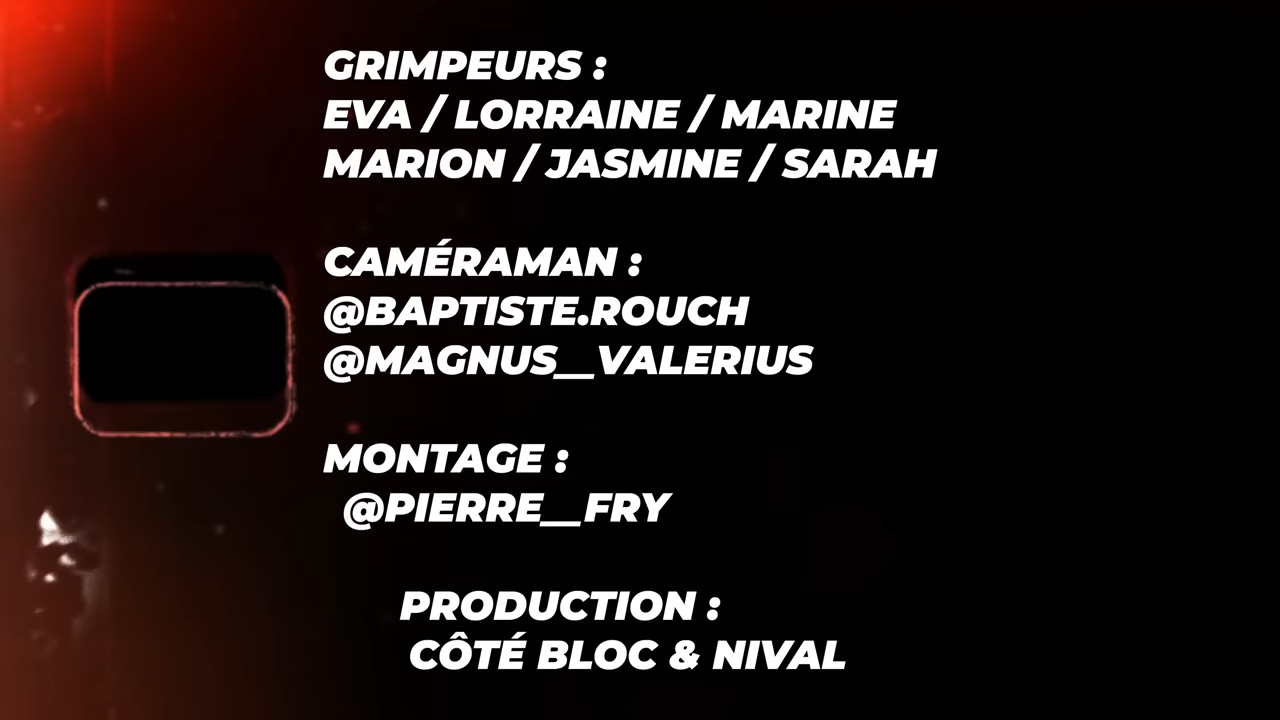 GRIMPEURS :
EVA / LORRAINE / MARINE
MARION / JASMINE / SARAH
CAMÉRAMAN :
@BAPTISTE.ROUCH
@MAGNUS__VALERIUS
MONTAGE :
@PIERRE__FRY
PRODUCTION :
CÔTÉ BLOC & NIVAL